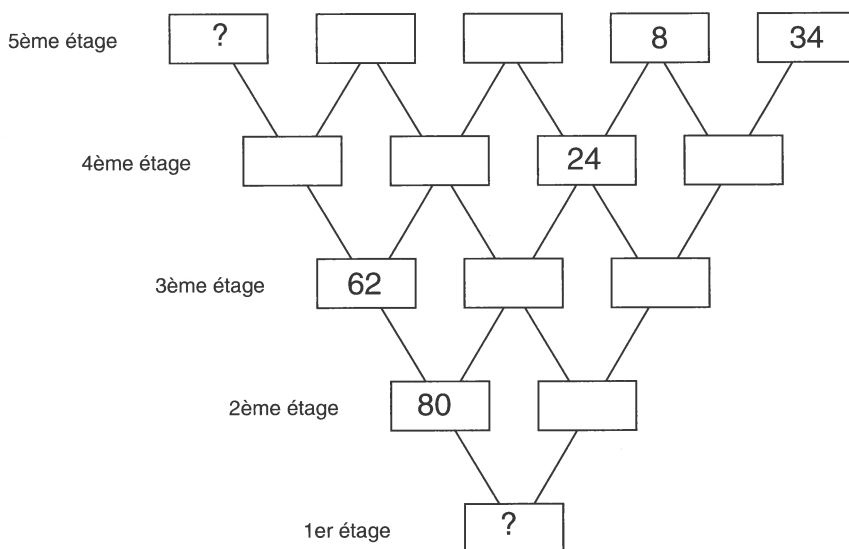 5ème étage ? 8 34
4ème étage 24
3ème étage 62
2ème étage 80
1er étage ?